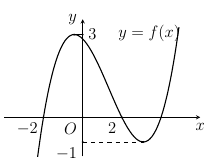 y
3 y = f(x)
−2 O 2 x
−1